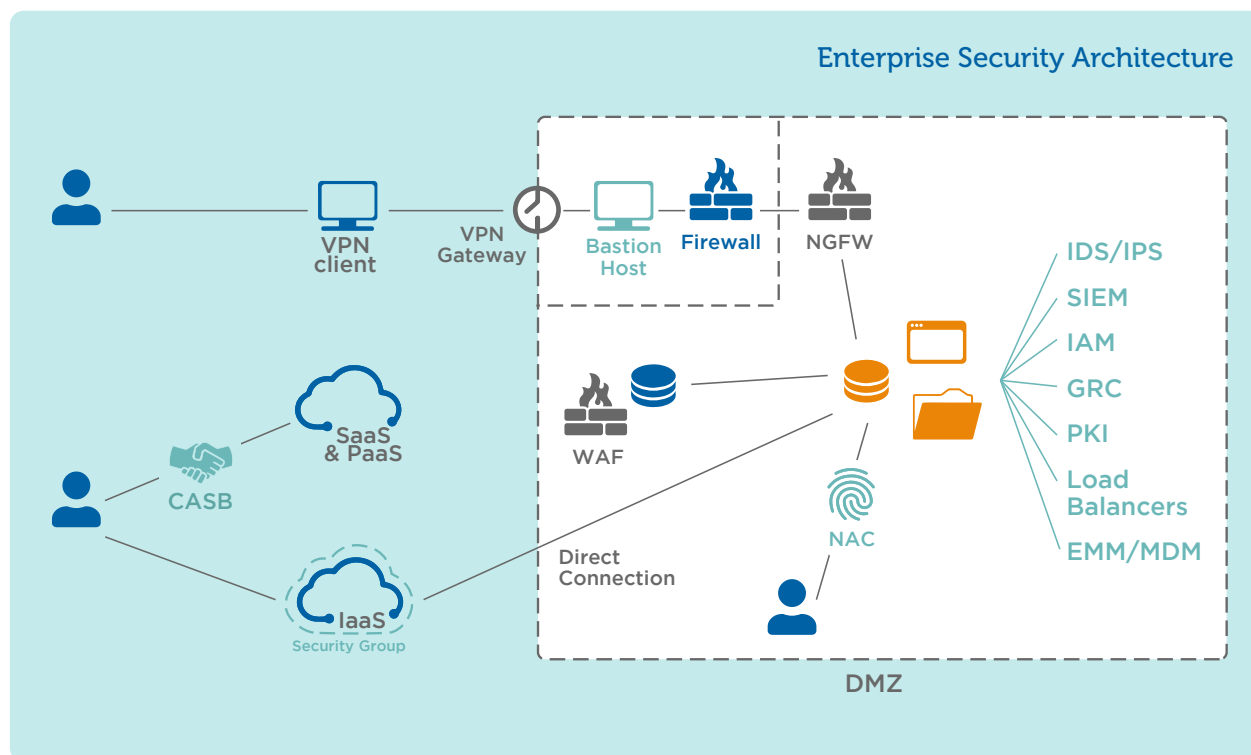 Enterprise Security Architecture
VPN
client
VPN
Gateway
Bastion
Host
Firewall
NGFW
IDS/IPS
SIEM
IAM
GRC
PKI
Load
Balancers
EMM/MDM
SaaS
& PaaS
CASB
WAF
NAC
Direct
Connection
IaaS
Security Group
DMZ